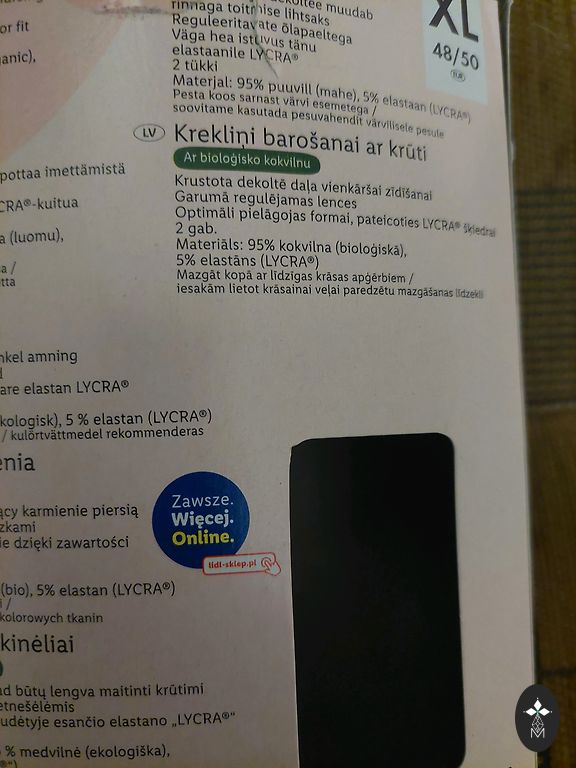 or fit
ganic),
pottaa imettämistä
CRA®-kuitua
a (luomu),
sa /
tta
nkel amning
d
are elastan LYCRA®
kologisk), 5 % elastan (LYCRA®)
/ kulörtvättmedel rekommenderas
enia
ący karmienie piersią
zkami
ie dzięki zawartości
(bio), 5% elastan (LYCRA®)
i /
kolorowych tkanin
kinėliai
ad būtų lengva maitinti krūtimi
etnešėlėmis
udėtyje esančio elastano „LYCRA®“
% medvilnė (ekologiška),
®“)
dekoltee muudab
rinnaga toitmise lihtsaks
Reguleeritavate õlapaeltega
Väga hea istuvus tänu
elastaanile LYCRA®
2 tükki
Materjal: 95% puuvill (mahe), 5% elastaan (LYCRA®)
Pesta koos sarnast värvi esemetega /
soovitame kasutada pesuvahendit värvilisele pesule
XL
48/50
LV
Krekliņi barošanai ar krūti
Ar bioloģisko kokvilnu
Krustota dekoltē daļa vienkāršai zīdīšanai
Garumā regulējamas lences
Optimāli pielāgojas formai, pateicoties LYCRA® šķiedrai
2 gab.
Materiāls: 95% kokvilna (bioloģiskā),
5% elastāns (LYCRA®)
Mazgāt kopā ar līdzīgas krāsas apģērbiem /
iesakām lietot krāsainai veļai paredzētu mazgāšanas līdzekli
Zawsze.
Więcej.
Online.
lidl-sklep.pl
M